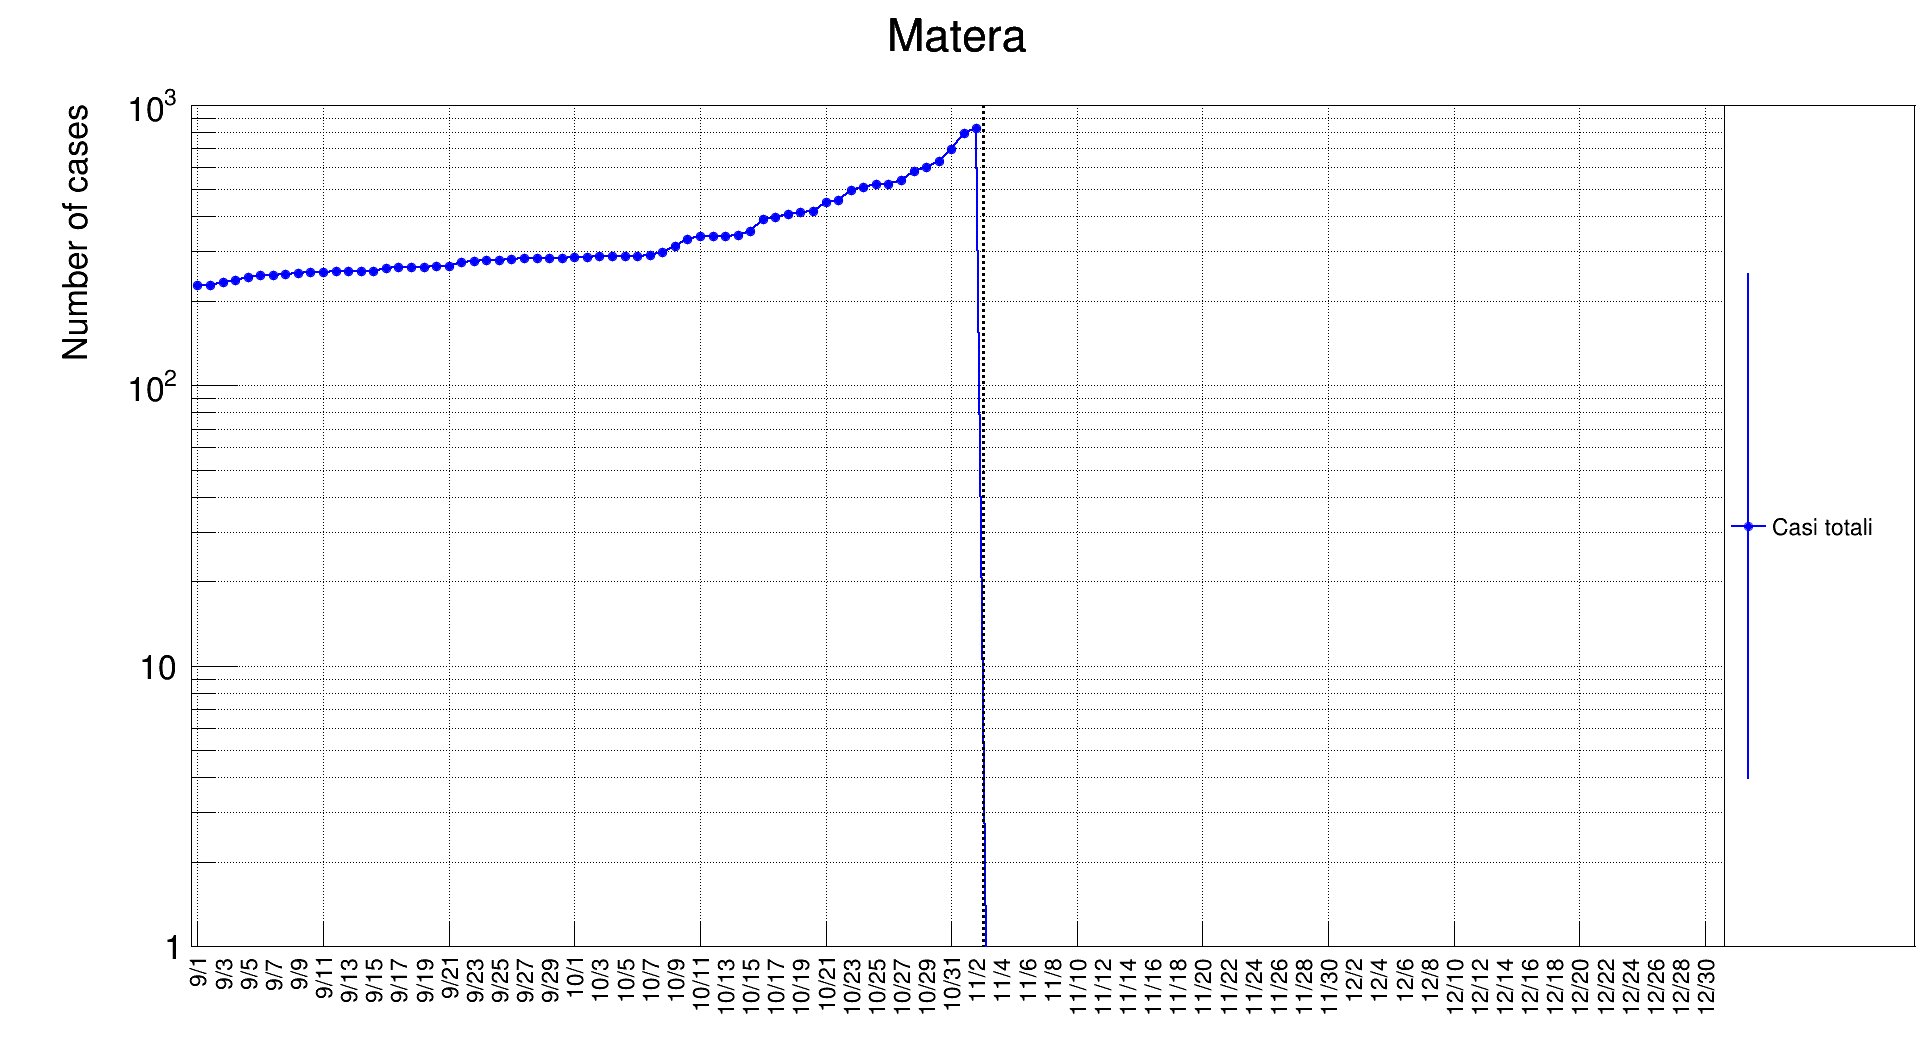 Matera
Number of cases
10³
10²
10
1
9/1 9/3 9/5 9/7 9/9 9/11 9/13 9/15 9/17 9/19 9/21 9/23 9/25 9/27 9/29 10/1 10/3 10/5 10/7 10/9 10/11 10/13 10/15 10/17 10/19 10/21 10/23 10/25 10/27 10/29 10/31 11/2 11/4 11/6 11/8 11/10 11/12 11/14 11/16 11/18 11/20 11/22 11/24 11/26 11/28 11/30 12/2 12/4 12/6 12/8 12/10 12/12 12/14 12/16 12/18 12/20 12/22 12/24 12/26 12/28 12/30
Casi totali